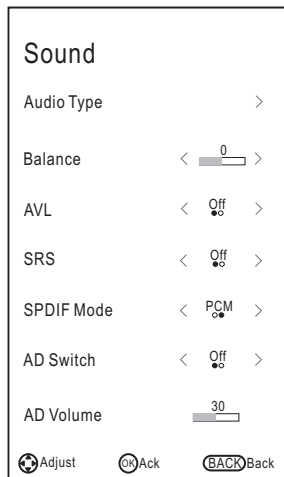 Sound
Audio Type >
Balance < 0 >
AVL < Off >
SRS < Off >
SPDIF Mode < PCM >
AD Switch < Off >
AD Volume 30
Adjust OK Ack BACK Back